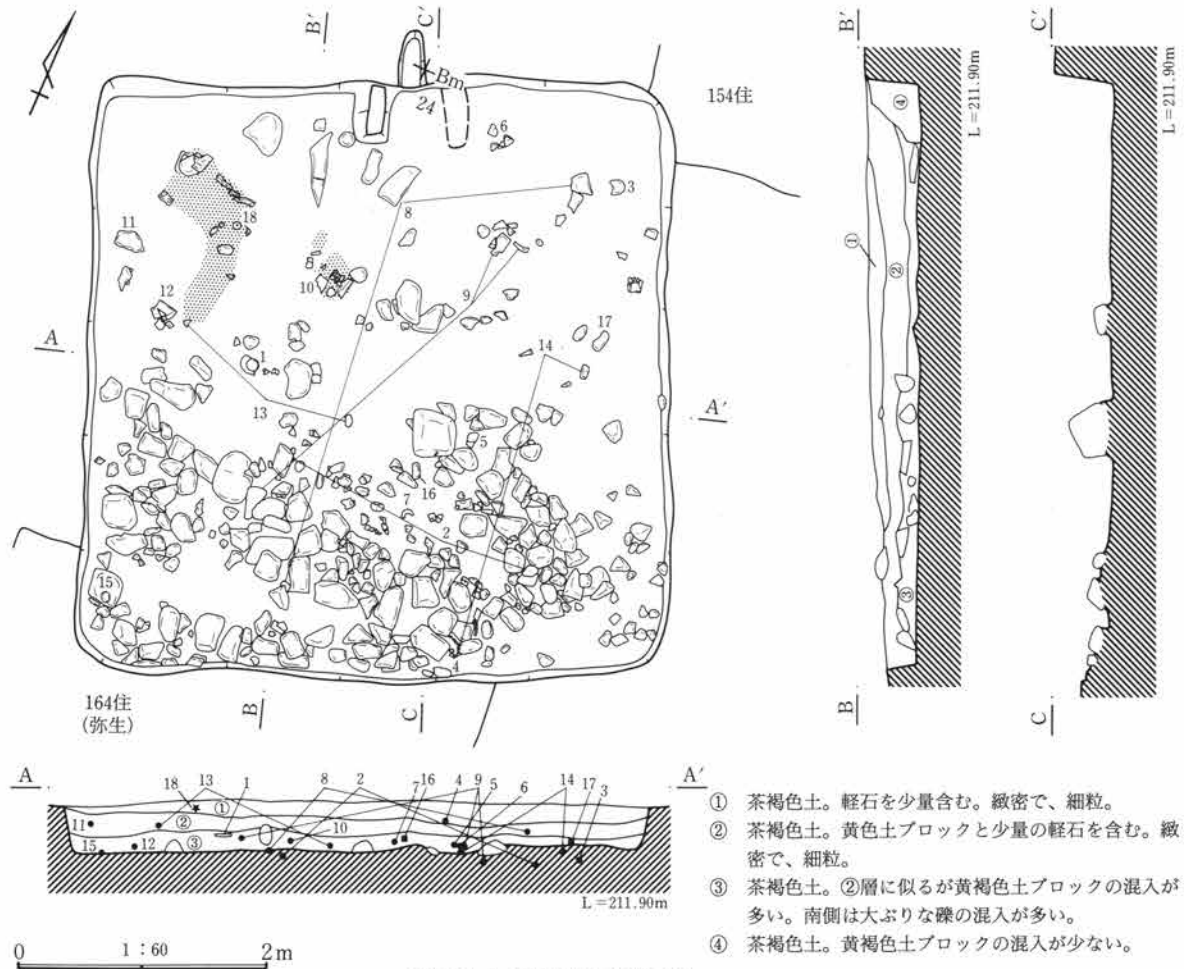 B′
C′
Bm
24
154住
6
3
8
18
11
10
9
12
17
A
1
14
A′
13
5
16
7
2
15
4
164住
(弥生)
B
C
B′
L=211.90m
④
①
②
③
B
C′
L=211.90m
C
A
A′
18 13 1 8 2 7 16 4 9 5 6 14 17 3
①
②
③
11
10
15
12
L=211.90m
0 1:60 2m
① 茶褐色土。軽石を少量含む。緻密で、細粒。
② 茶褐色土。黄色土ブロックと少量の軽石を含む。緻
密で、細粒。
③ 茶褐色土。②層に似るが黄褐色土ブロックの混入が
多い。南側は大ぶりな礫の混入が多い。
④ 茶褐色土。黄褐色土ブロックの混入が少ない。